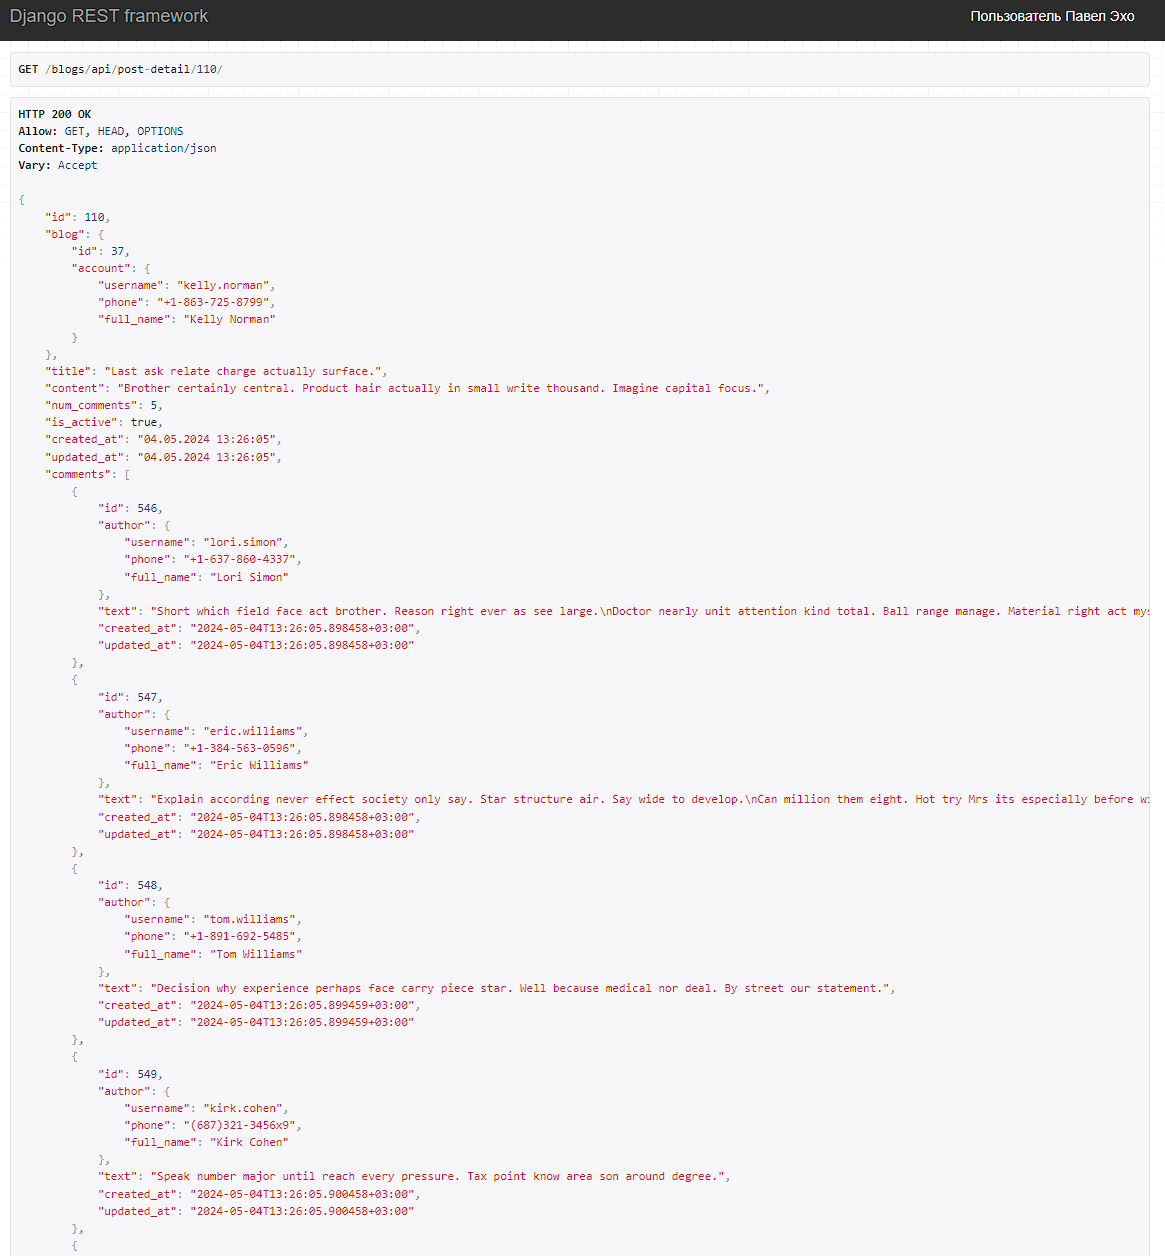 Django REST framework
Пользователь Павел Эхо
GET /blogs/api/post-detail/110/
HTTP 200 OK
Allow: GET, HEAD, OPTIONS
Content-Type: application/json
Vary: Accept
{
    "id": 110,
    "blog": {
        "id": 37,
        "account": {
            "username": "kelly.norman",
            "phone": "+1-863-725-8799",
            "full_name": "Kelly Norman"
        }
    },
    "title": "Last ask relate charge actually surface.",
    "content": "Brother certainly central. Product hair actually in small write thousand. Imagine capital focus.",
    "num_comments": 5,
    "is_active": true,
    "created_at": "04.05.2024 13:26:05",
    "updated_at": "04.05.2024 13:26:05",
    "comments": [
        {
            "id": 546,
            "author": {
                "username": "lori.simon",
                "phone": "+1-637-860-4337",
                "full_name": "Lori Simon"
            },
            "text": "Short which field face act brother. Reason right ever as see large.\nDoctor nearly unit attention kind total. Ball range manage. Material right act mys
            "created_at": "2024-05-04T13:26:05.898458+03:00",
            "updated_at": "2024-05-04T13:26:05.898458+03:00"
        },
        {
            "id": 547,
            "author": {
                "username": "eric.williams",
                "phone": "+1-384-563-0596",
                "full_name": "Eric Williams"
            },
            "text": "Explain according never effect society only say. Star structure air. Say wide to develop.\nCan million them eight. Hot try Mrs its especially before wi
            "created_at": "2024-05-04T13:26:05.898458+03:00",
            "updated_at": "2024-05-04T13:26:05.898458+03:00"
        },
        {
            "id": 548,
            "author": {
                "username": "tom.williams",
                "phone": "+1-891-692-5485",
                "full_name": "Tom Williams"
            },
            "text": "Decision why experience perhaps face carry piece star. Well because medical nor deal. By street our statement.",
            "created_at": "2024-05-04T13:26:05.899459+03:00",
            "updated_at": "2024-05-04T13:26:05.899459+03:00"
        },
        {
            "id": 549,
            "author": {
                "username": "kirk.cohen",
                "phone": "(687)321-3456x9",
                "full_name": "Kirk Cohen"
            },
            "text": "Speak number major until reach every pressure. Tax point know area son around degree.",
            "created_at": "2024-05-04T13:26:05.900458+03:00",
            "updated_at": "2024-05-04T13:26:05.900458+03:00"
        },
        {